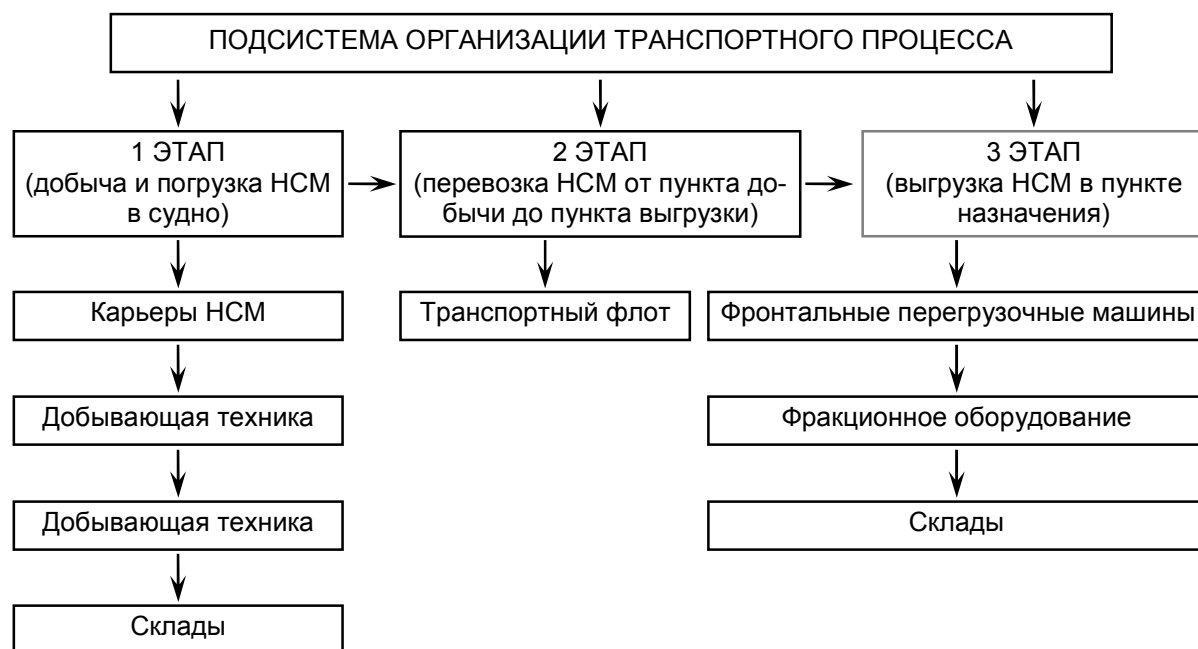 ПОДСИСТЕМА ОРГАНИЗАЦИИ ТРАНСПОРТНОГО ПРОЦЕССА
1 ЭТАП
(добыча и погрузка НСМ
в судно)
2 ЭТАП
(перевозка НСМ от пункта до-
бычи до пункта выгрузки)
3 ЭТАП
(выгрузка НСМ в пункте
назначения)
Карьеры НСМ
Транспортный флот
Фронтальные перегрузочные машины
Добывающая техника
Фракционное оборудование
Добывающая техника
Склады
Склады